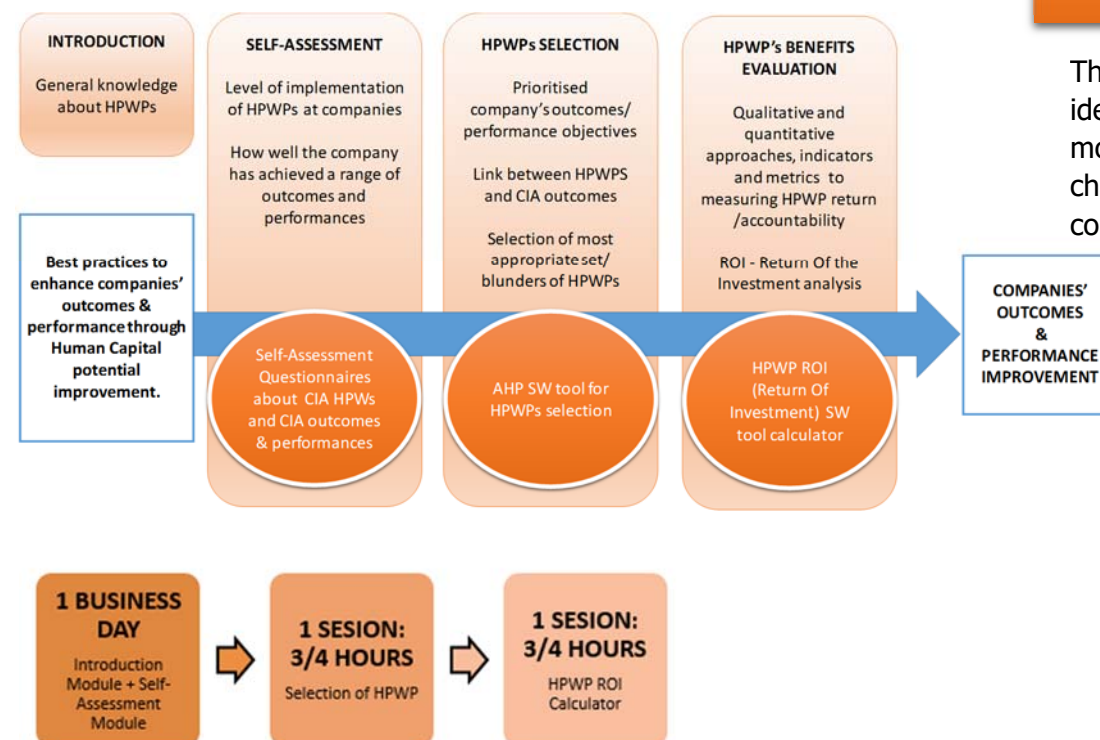 INTRODUCTION
General knowledge
about HPWPs
SELF-ASSESSMENT
Level of implementation
of HPWPs at companies
How well the company
has achieved a range of
outcomes and
performances
HPWPs SELECTION
Prioritised
company's outcomes/
performance objectives
Link between HPWPS
and CIA outcomes
Selection of most
appropriate set/
blunders of HPWPs
HPWP's BENEFITS
EVALUATION
Qualitative and
quantitative
approaches, indicators
and metrics to
measuring HPWP return
/accountability
ROI - Return Of the
Investment analysis
Best practices to
enhance companies'
outcomes &
performance through
Human Capital
potential
improvement.
Self-Assessment
Questionnaires
about CIA HPWs
and CIA outcomes
& performances
AHP SW tool for
HPWPs selection
HPWP ROI
(Return Of
Investment) SW
tool calculator
COMPANIES'
OUTCOMES
&
PERFORMANCE
IMPROVEMENT
1 BUSINESS
DAY
Introduction
Module + Self-
Assessment
Module
1 SESION:
3/4 HOURS
Selection of HPWP
1 SESION:
3/4 HOURS
HPWP ROI
Calculator